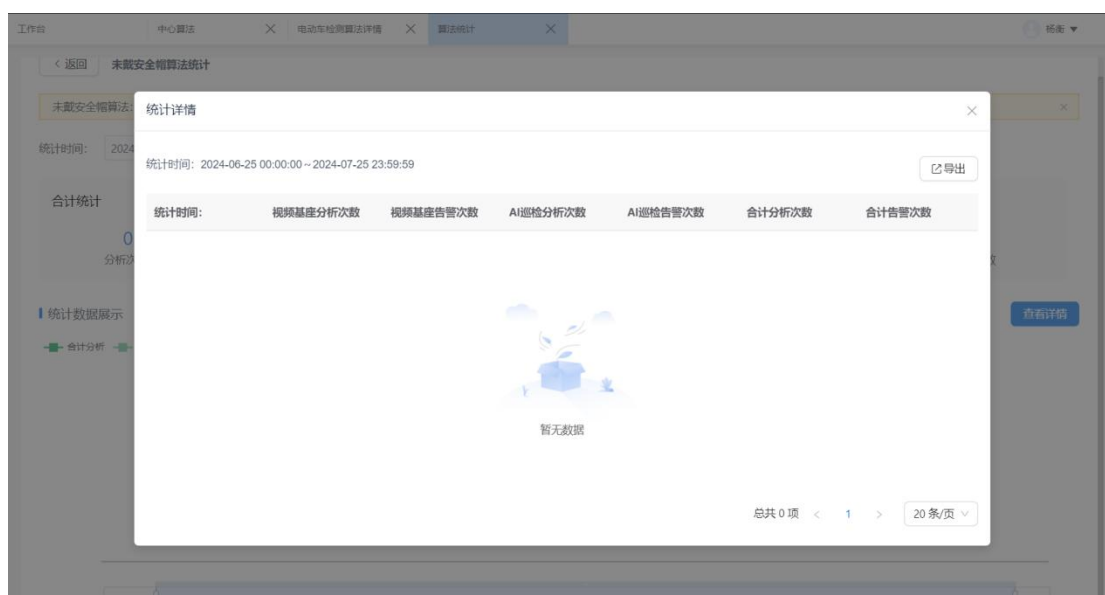 工作台 中心算法 电动车检测算法详情 算法统计 杨衡
返回 未戴安全帽算法统计
未戴安全帽算法:
统计详情
统计时间: 2024
统计时间: 2024-06-25 00:00:00 ~ 2024-07-25 23:59:59
导出
合计统计
统计时间: 视频基座分析次数 视频基座告警次数 AI巡检分析次数 AI巡检告警次数 合计分析次数 合计告警次数
0
分析次
统计数据展示 查看详情
合计分析
暂无数据
总共 0 项 < 1 > 20 条/页